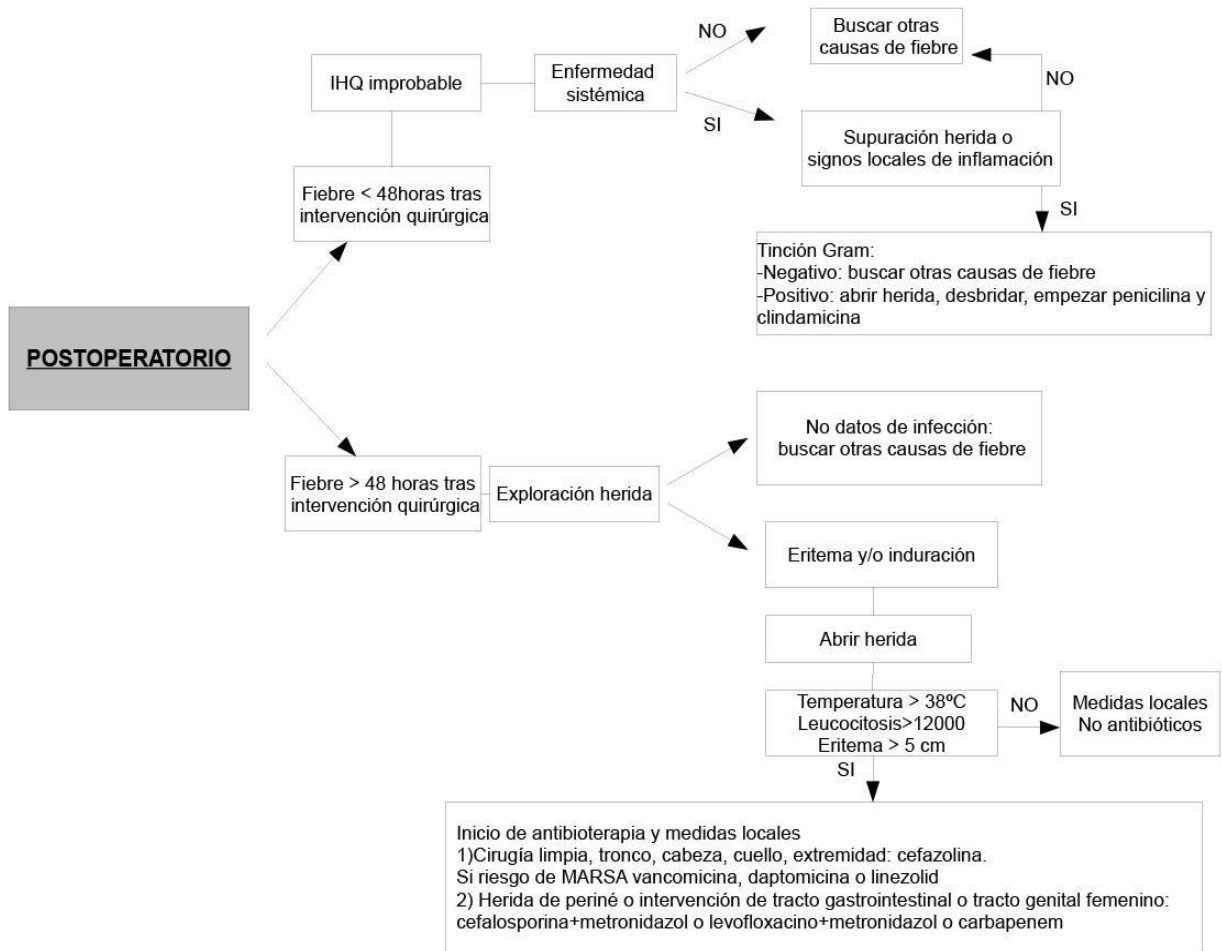 POSTOPERATORIO
Fiebre < 48horas tras
intervención quirúrgica
IHQ improbable
Enfermedad
sistémica
NO
Buscar otras
causas de fiebre
SI
Supuración herida o
signos locales de inflamación
NO
SI
Tinción Gram:
-Negativo: buscar otras causas de fiebre
-Positivo: abrir herida, desbridar, empezar penicilina y
clindamicina
Fiebre > 48 horas tras
intervención quirúrgica
Exploración herida
No datos de infección:
buscar otras causas de fiebre
Eritema y/o induración
Abrir herida
Temperatura > 38ºC
Leucocitosis>12000
Eritema > 5 cm
NO
Medidas locales
No antibióticos
SI
Inicio de antibioterapia y medidas locales
1)Cirugía limpia, tronco, cabeza, cuello, extremidad: cefazolina.
Si riesgo de MARSA vancomicina, daptomicina o linezolid
2) Herida de periné o intervención de tracto gastrointestinal o tracto genital femenino:
cefalosporina+metronidazol o levofloxacino+metronidazol o carbapenem